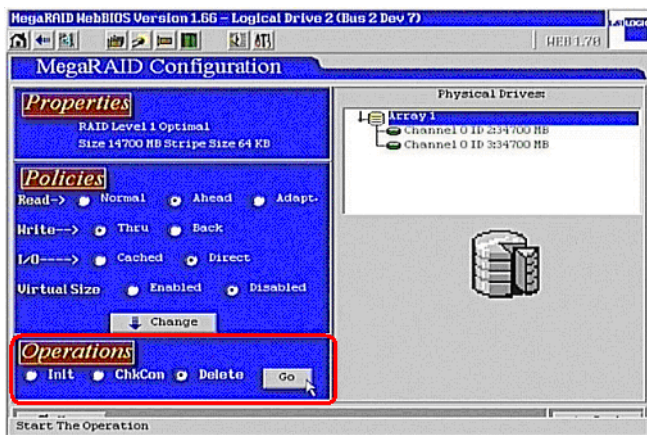 MegaRAID WebBIOS Version 1.66 - Logical Drive 2 (Bus 2 Dev 7)
LSI LOGIC
WEB 1.70
MegaRAID Configuration
Properties
RAID Level 1 Optimal
Size 14700 MB Stripe Size 64 KB
Policies
Read-> Normal Ahead Adapt.
Write--> Thru Back
I/O----> Cached Direct
Virtual Size Enabled Disabled
Change
Operations
Init ChkCon Delete Go
Physical Drives:
Array 1
Channel 0 ID 2:34700 MB
Channel 0 ID 3:34700 MB
Start The Operation